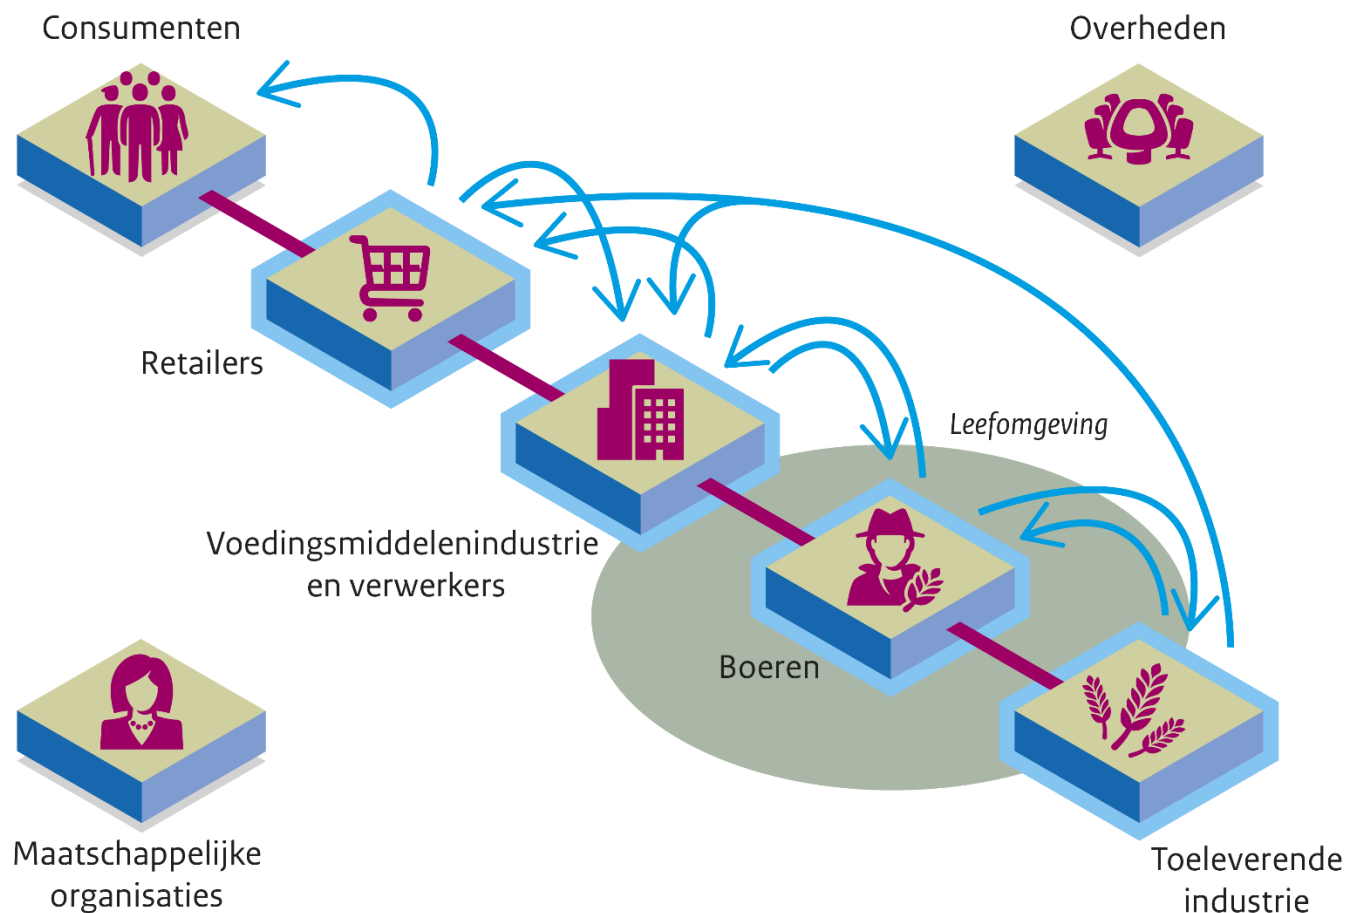 Consumenten
Overheden
Retailers
Leefomgeving
Voedingsmiddelenindustrie
en verwerkers
Boeren
Maatschappelijke
organisaties
Toeleverende
industrie